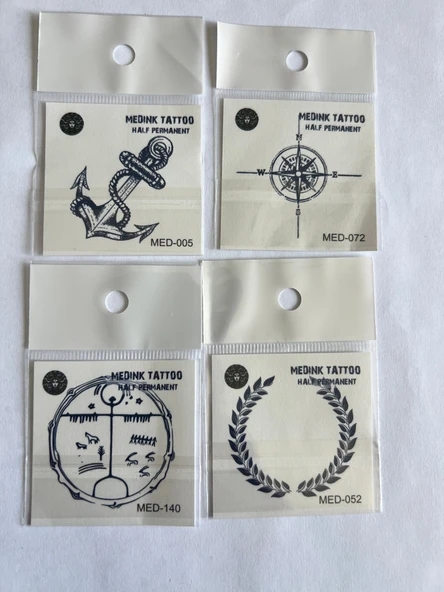 MEDINK TATTOO
HALF PERMANENT
MED-005
MEDINK TATTOO
HALF PERMANENT
N
W E
S
MED-072
MEDINK TATTOO
HALF PERMANENT
MED-140
MEDINK TATTOO
HALF PERMANENT
MED-052